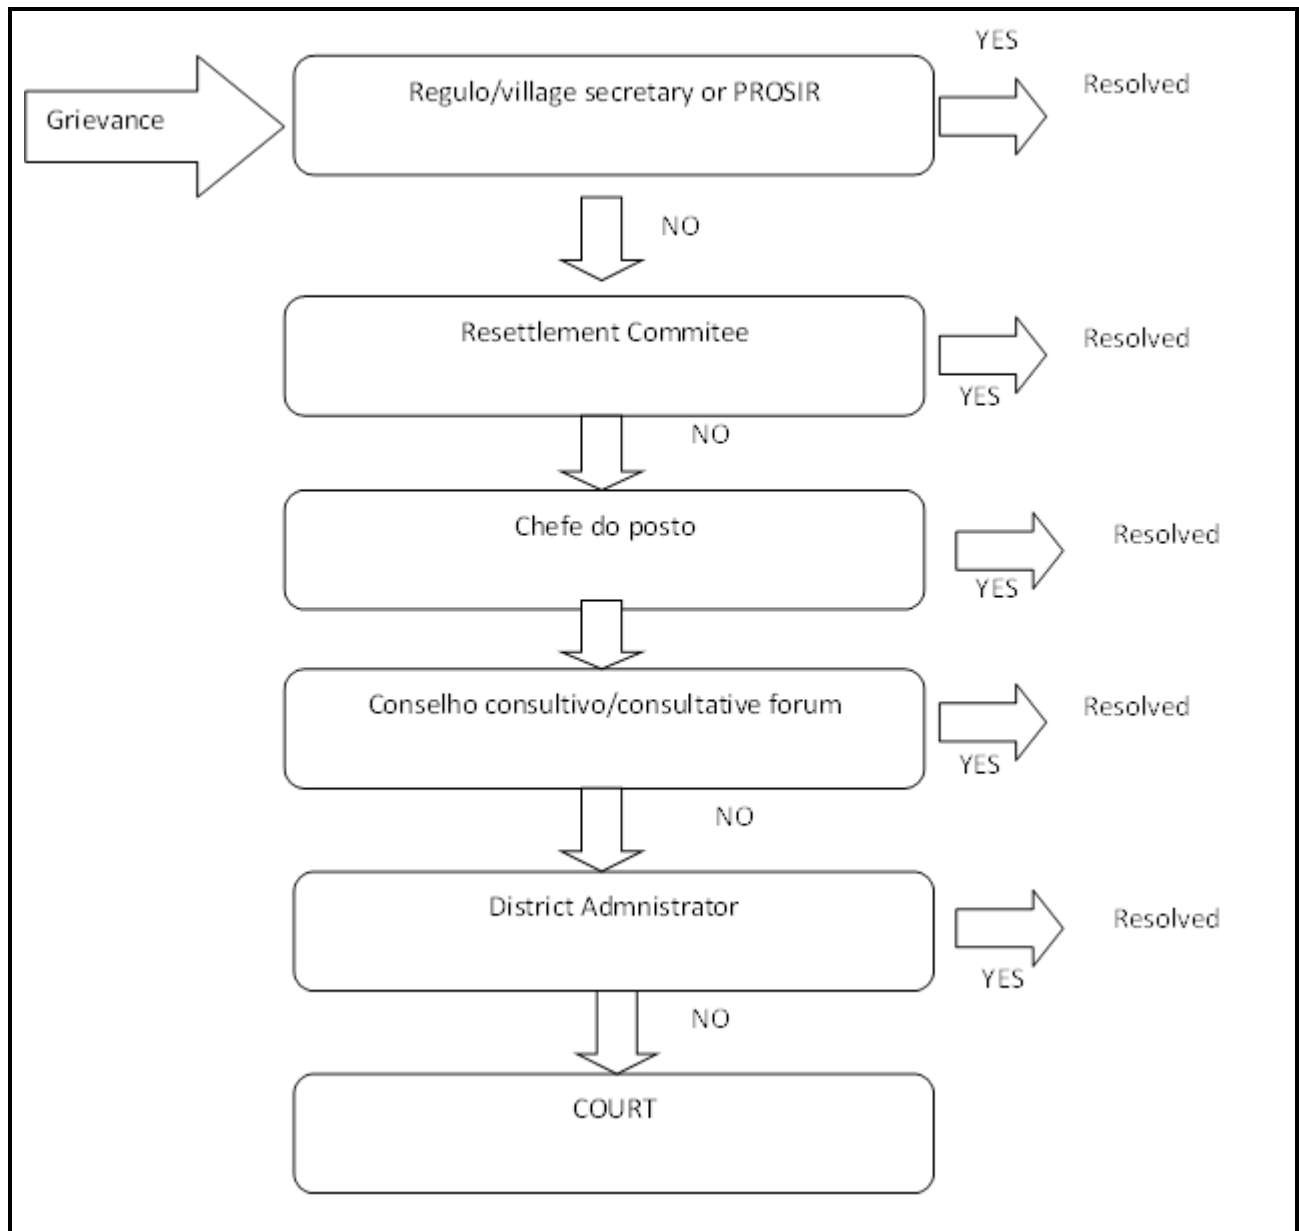 YES
Grievance
Regulo/village secretary or PROSIR
Resolved
NO
Resettlement Commitee
Resolved
YES
NO
Chefe do posto
Resolved
YES
Conselho consultivo/consultative forum
Resolved
YES
NO
District Admnistrator
Resolved
YES
NO
COURT